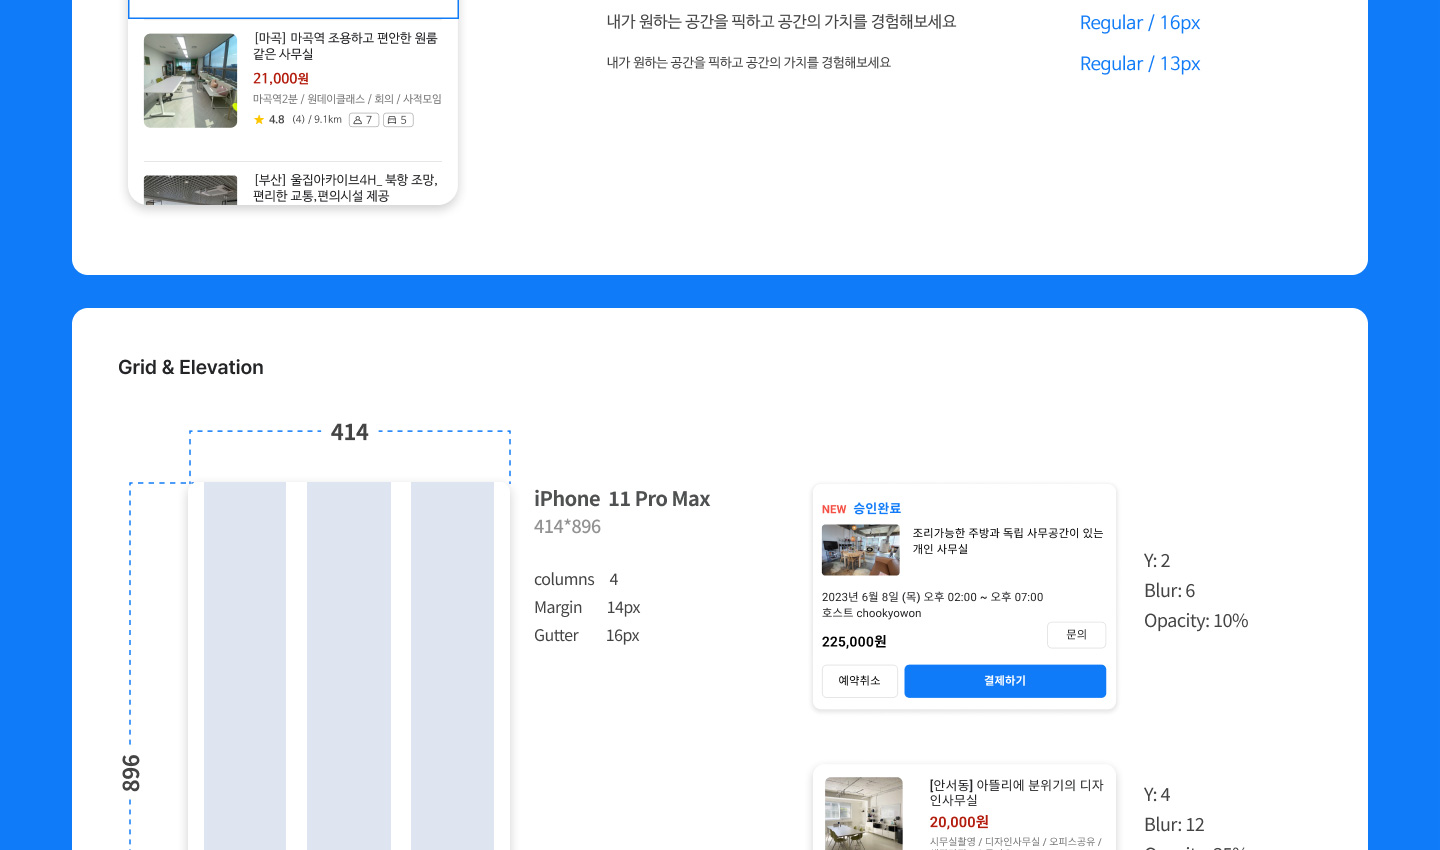 [마곡] 마곡역 조용하고 편안한 원룸
같은 사무실
21,000원
마곡역2분 / 원데이클래스 / 회의 / 사적모임
4.8 (4) / 9.1km 7 5
[부산] 울집아카이브4H_ 북항 조망,
편리한 교통,편의시설 제공
내가 원하는 공간을 픽하고 공간의 가치를 경험해보세요
Regular / 16px
내가 원하는 공간을 픽하고 공간의 가치를 경험해보세요
Regular / 13px
Grid & Elevation
414
896
iPhone 11 Pro Max
414*896
columns 4
Margin 14px
Gutter 16px
NEW 승인완료
조리가능한 주방과 독립 사무공간이 있는
개인 사무실
2023년 6월 8일 (목) 오후 02:00 ~ 오후 07:00
호스트 chookyowon
225,000원
문의
예약취소
결제하기
Y: 2
Blur: 6
Opacity: 10%
[안서동] 아뜰리에 분위기의 디자
인사무실
20,000원
시무실촬영 / 디자인사무실 / 오피스공유 /
Y: 4
Blur: 12